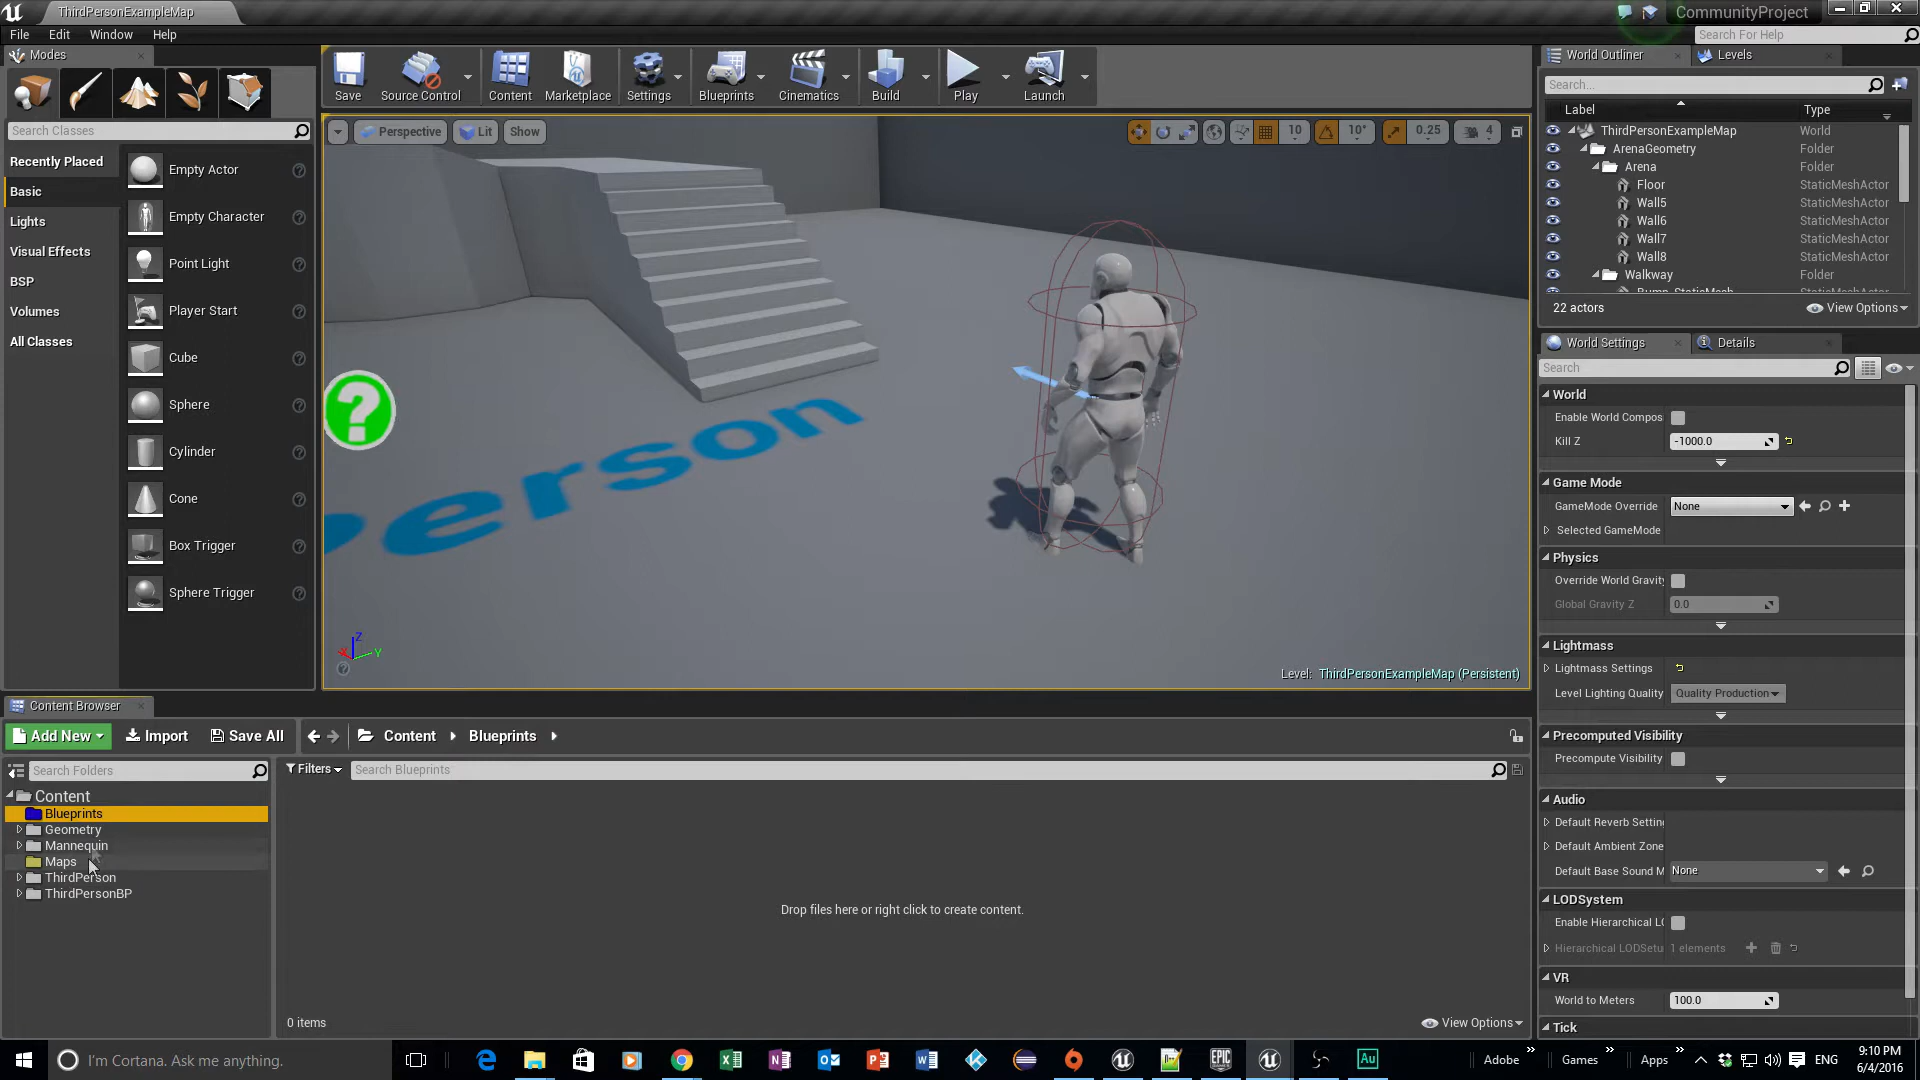 ThirdPersonExampleMap
CommunityProject
File Edit Window Help
Search For Help
Modes
Save
Source Control
Content
Marketplace
Settings
Blueprints
Cinematics
Build
Play
Launch
World Outliner
Levels
Search Classes
Perspective
Lit
Show
10
10°
0.25
4
Search...
Label
Type
Recently Placed
Basic
Lights
Visual Effects
BSP
Volumes
All Classes
Empty Actor
Empty Character
Point Light
Player Start
Cube
Sphere
Cylinder
Cone
Box Trigger
Sphere Trigger
erson
X
Y
Z
Level: ThirdPersonExampleMap (Persistent)
ThirdPersonExampleMap World
ArenaGeometry Folder
Arena Folder
Floor StaticMeshActor
Wall5 StaticMeshActor
Wall6 StaticMeshActor
Wall7 StaticMeshActor
Wall8 StaticMeshActor
Walkway Folder
Bump_StaticMesh StaticMeshActor
22 actors
View Options
World Settings
Details
Search
World
Enable World Compos
Kill Z -1000.0
Game Mode
GameMode Override None
Selected GameMode
Physics
Override World Gravity
Global Gravity Z 0.0
Lightmass
Lightmass Settings
Level Lighting Quality Quality Production
Precomputed Visibility
Precompute Visibility
Audio
Default Reverb Setting
Default Ambient Zone
Default Base Sound M None
LODSystem
Enable Hierarchical LO
Hierarchical LODSetu 1 elements
VR
World to Meters 100.0
Tick
Content Browser
Add New
Import
Save All
Content
Blueprints
Search Folders
Filters
Search Blueprints
Content
Blueprints
Geometry
Mannequin
Maps
ThirdPerson
ThirdPersonBP
Drop files here or right click to create content.
0 items
View Options
I'm Cortana. Ask me anything.
EPIC GAMES
Au
Adobe
Games
Apps
ENG
9:10 PM
6/4/2016